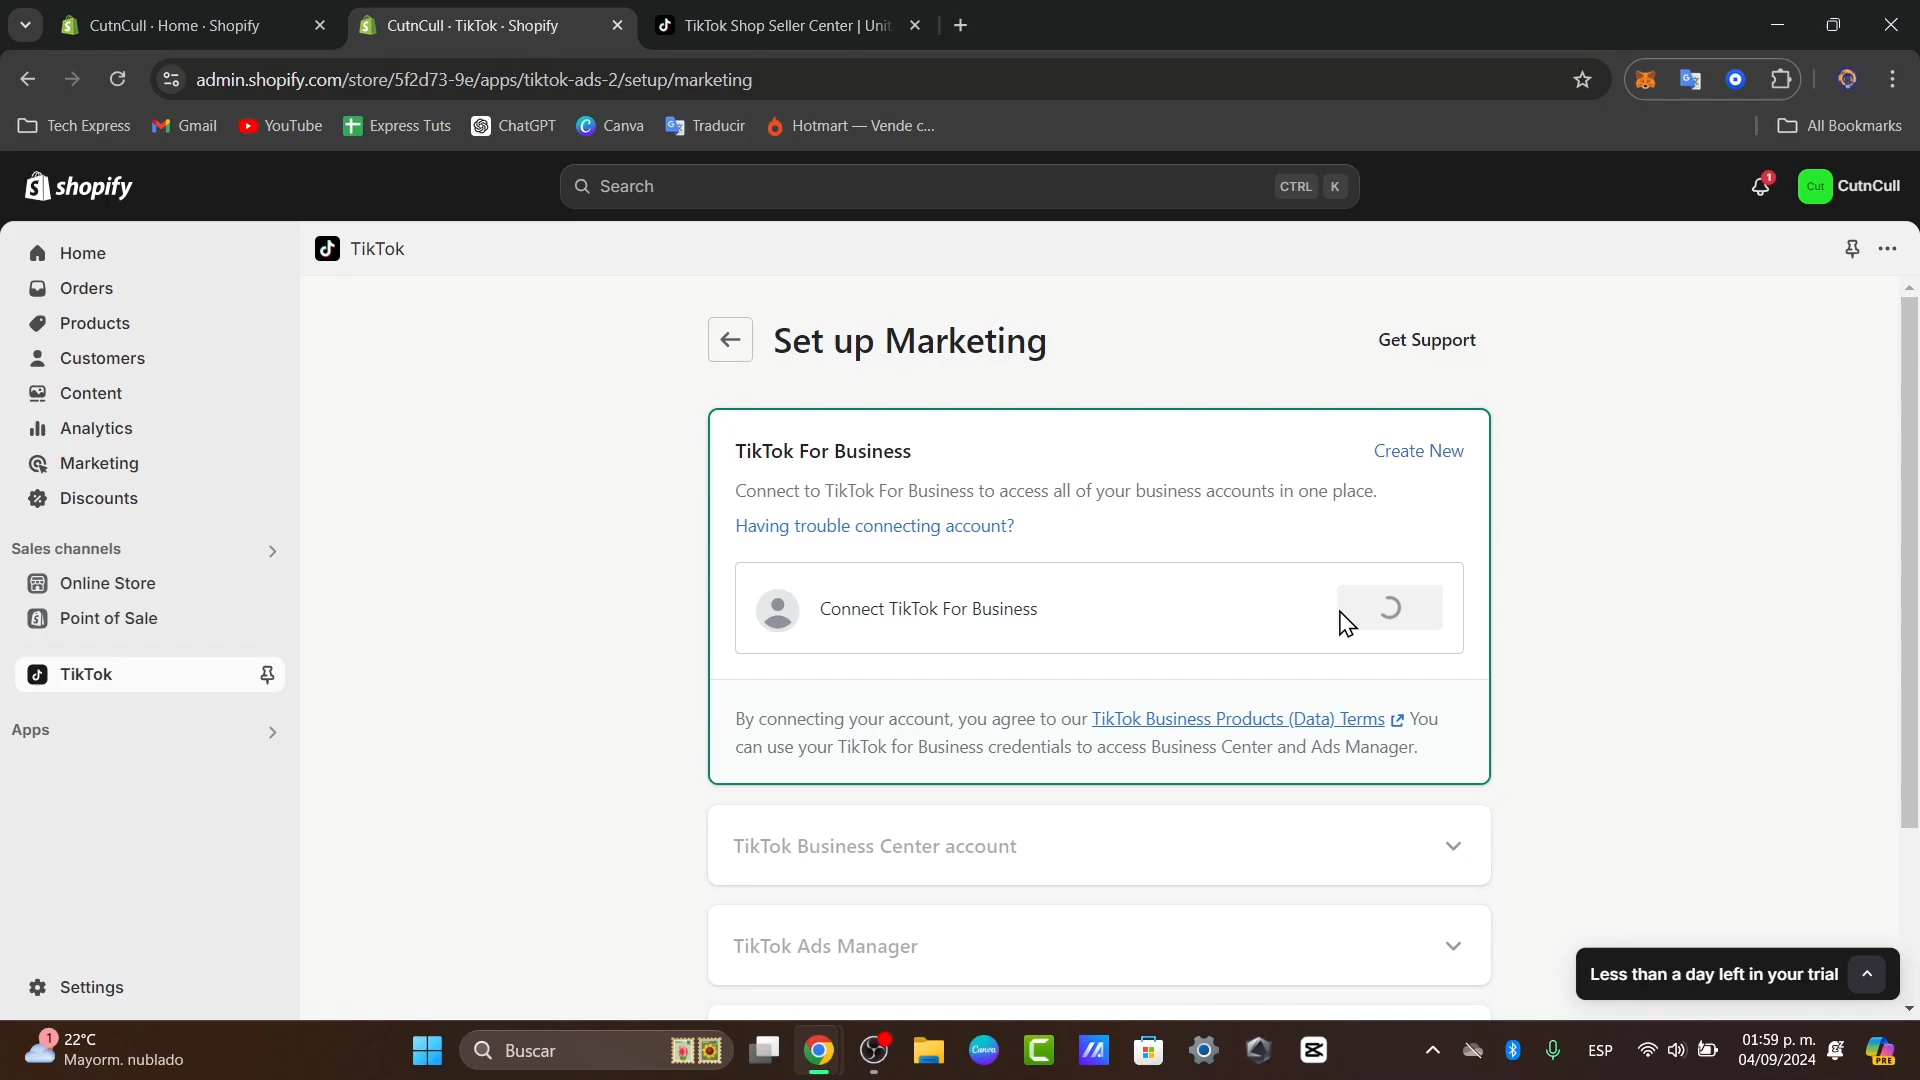 CutnCull · Home · Shopify
CutnCull · TikTok · Shopify
TikTok Shop Seller Center | Unit
admin.shopify.com/store/5f2d73-9e/apps/tiktok-ads-2/setup/marketing
Tech Express
Gmail
YouTube
Express Tuts
ChatGPT
Canva
Traducir
Hotmart — Vende c...
All Bookmarks
shopify
Search
CTRL K
1
Cut
CutnCull
Home
Orders
Products
Customers
Content
Analytics
Marketing
Discounts
Sales channels
Online Store
Point of Sale
TikTok
Apps
Settings
TikTok
Set up Marketing
Get Support
TikTok For Business
Create New
Connect to TikTok For Business to access all of your business accounts in one place.
Having trouble connecting account?
Connect TikTok For Business
By connecting your account, you agree to our TikTok Business Products (Data) Terms You
can use your TikTok for Business credentials to access Business Center and Ads Manager.
TikTok Business Center account
TikTok Ads Manager
Less than a day left in your trial
1
22°C
Mayorm. nublado
Buscar
Canva
ESP
01:59 p. m.
04/09/2024
PRE